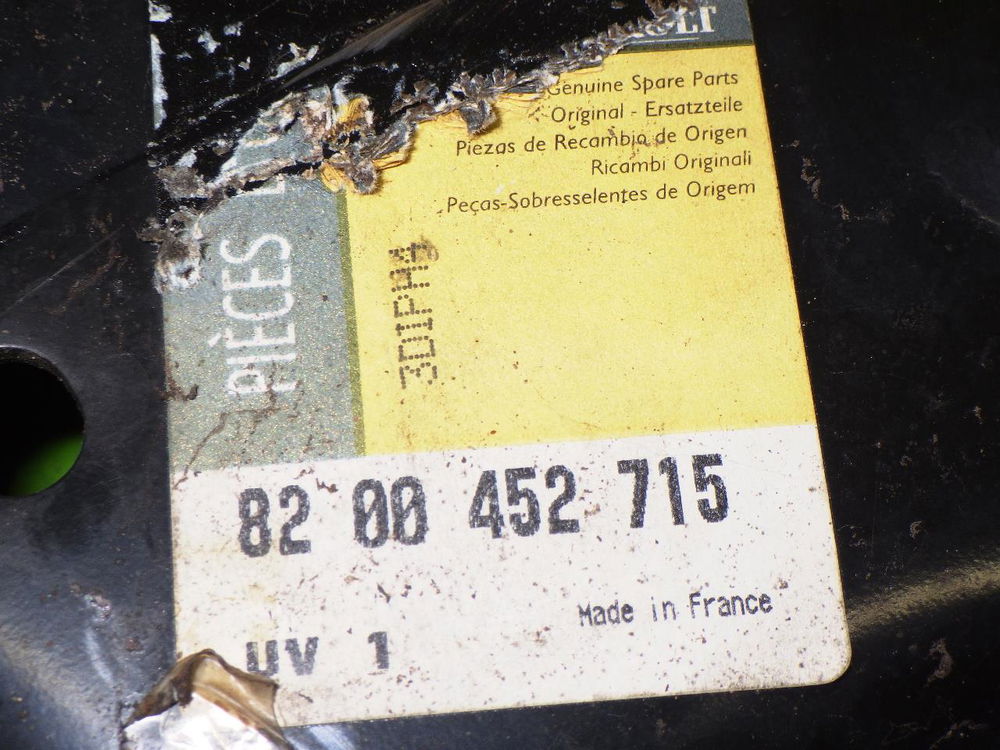 Genuine Spare Parts
Original - Ersatzteile
Piezas de Recambio de Origen
Ricambi Originali
Peças-Sobresselentes de Origem
PIÈCES
3DIPH4
82 00 452 715
Made in France
UV 1